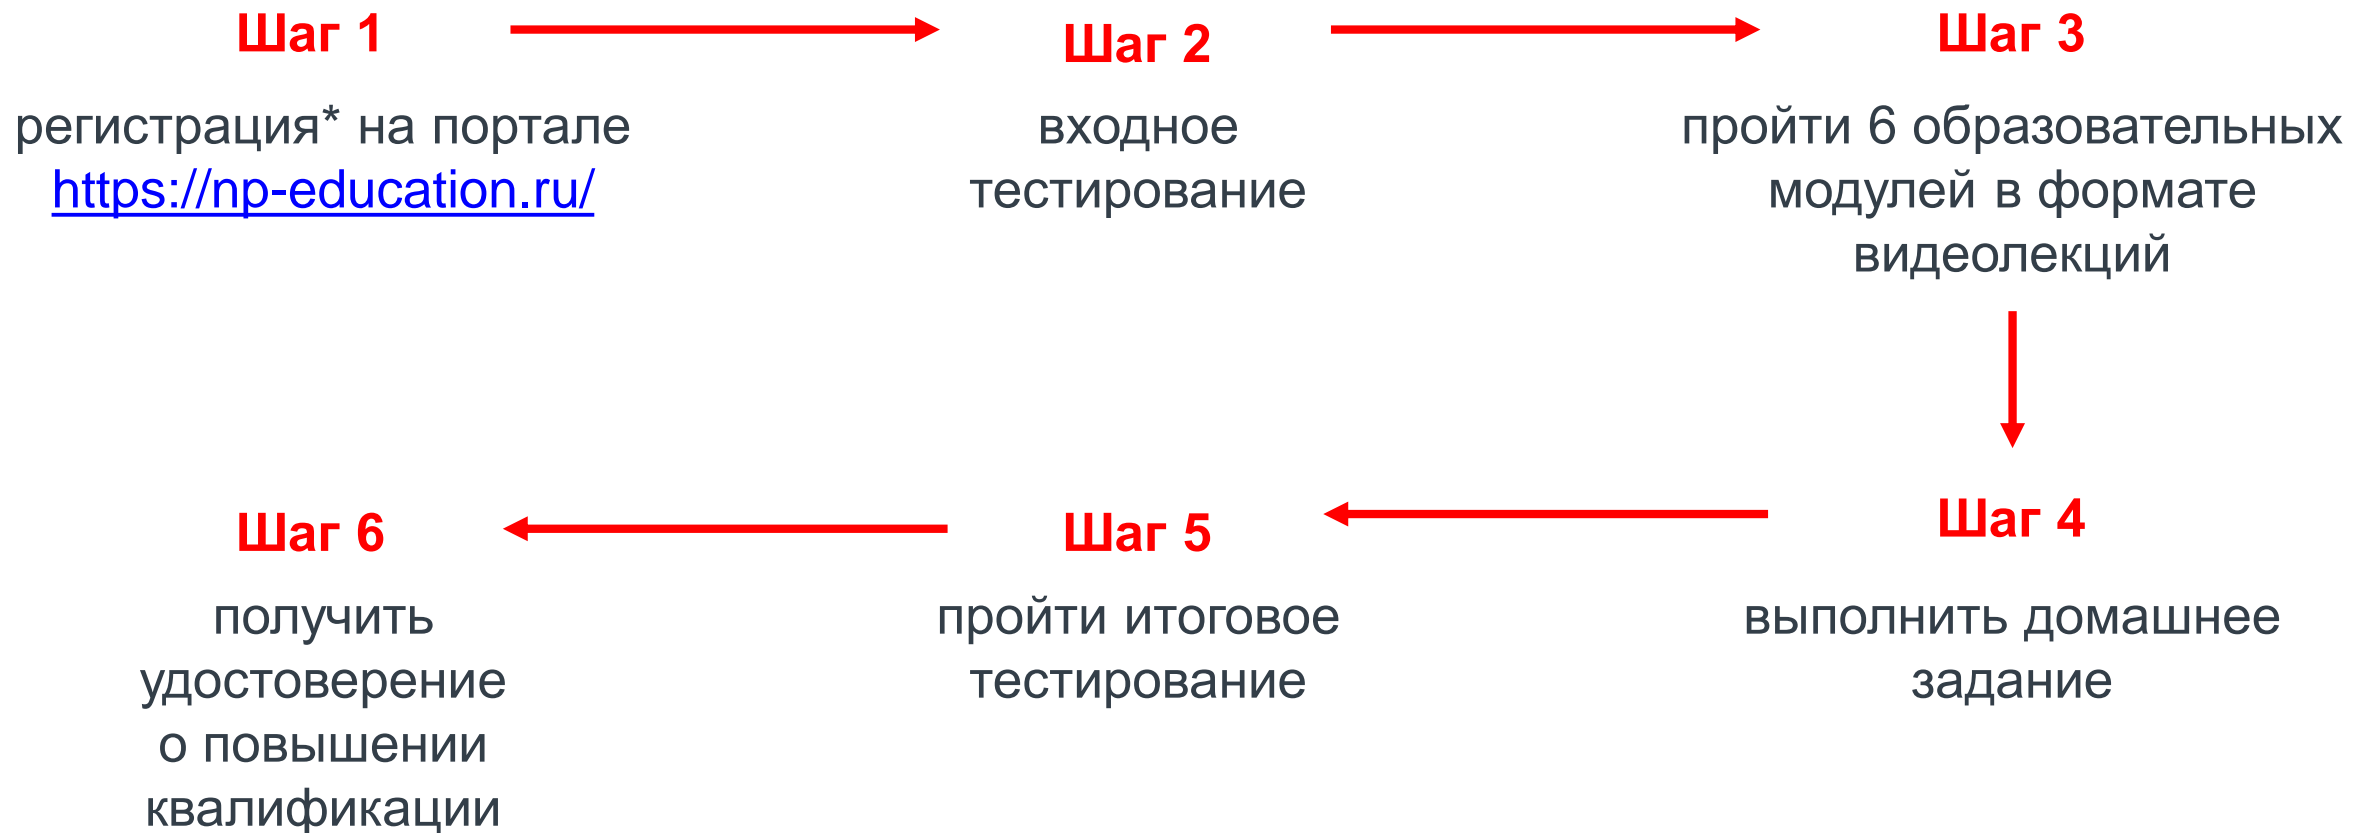 Шаг 1
регистрация* на портале
https://np-education.ru/
Шаг 2
входное
тестирование
Шаг 3
пройти 6 образовательных
модулей в формате
видеолекций
Шаг 4
выполнить домашнее
задание
Шаг 5
пройти итоговое
тестирование
Шаг 6
получить
удостоверение
о повышении
квалификации